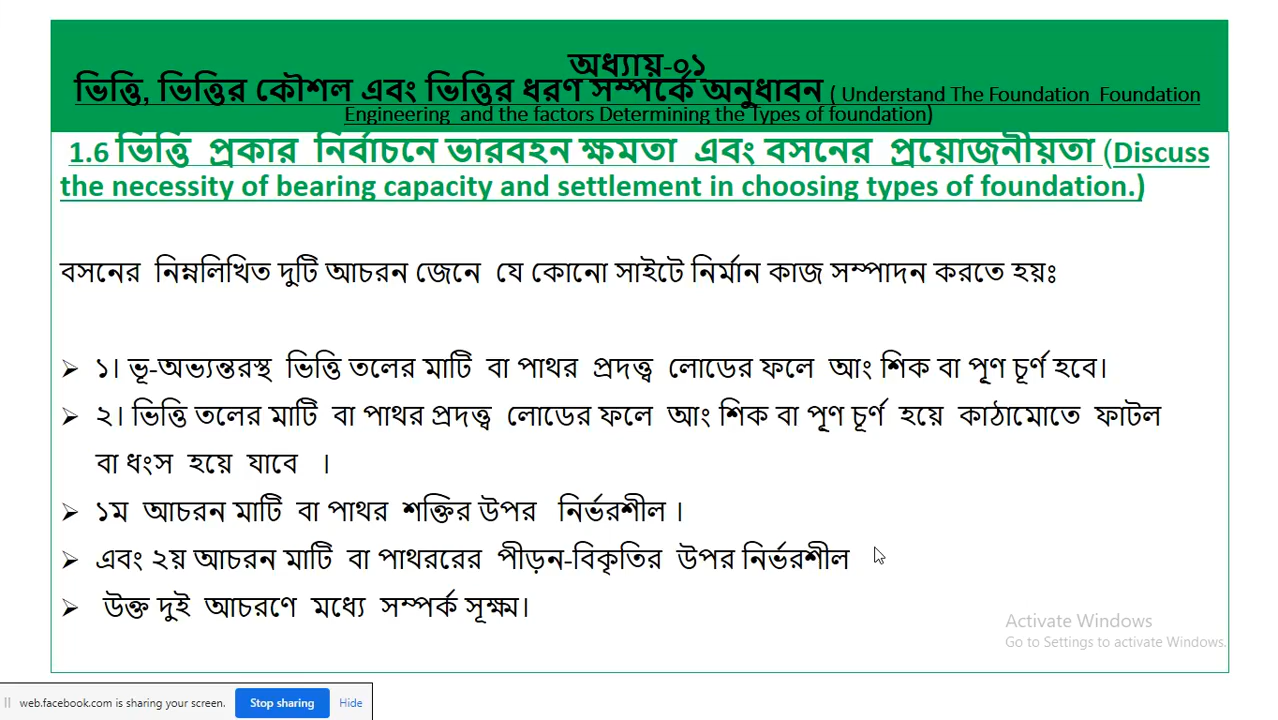 অধ্যায়-০১
ভিত্তি, ভিত্তির কৌশল এবং ভিত্তির ধরণ সম্পর্কে অনুধাবন ( Understand The Foundation Foundation
Engineering and the factors Determining the Types of foundation)
1.6 ভিত্তি প্রকার নির্বাচনে ভারবহন ক্ষমতা এবং বসনের প্রয়োজনীয়তা (Discuss
the necessity of bearing capacity and settlement in choosing types of foundation.)
বসনের নিম্নলিখিত দুটি আচরন জেনে যে কোনো সাইটে নির্মান কাজ সম্পাদন করতে হয়ঃ
➢ ১। ভূ-অভ্যন্তরস্থ ভিত্তি তলের মাটি বা পাথর প্রদত্ত্ব লোডের ফলে আং শিক বা পূণ চূর্ণ হবে।
➢ ২। ভিত্তি তলের মাটি বা পাথর প্রদত্ত্ব লোডের ফলে আং শিক বা পূণ চূর্ণ হয়ে কাঠামোতে ফাটল
বা ধংস হয়ে যাবে ।
➢ ১ম আচরন মাটি বা পাথর শক্তির উপর নির্ভরশীল ।
➢ এবং ২য় আচরন মাটি বা পাথররের পীড়ন-বিকৃতির উপর নির্ভরশীল
➢ উক্ত দুই আচরণে মধ্যে সম্পর্ক সূক্ষ্ম।
Activate Windows
Go to Settings to activate Windows.
web.facebook.com is sharing your screen. Stop sharing Hide